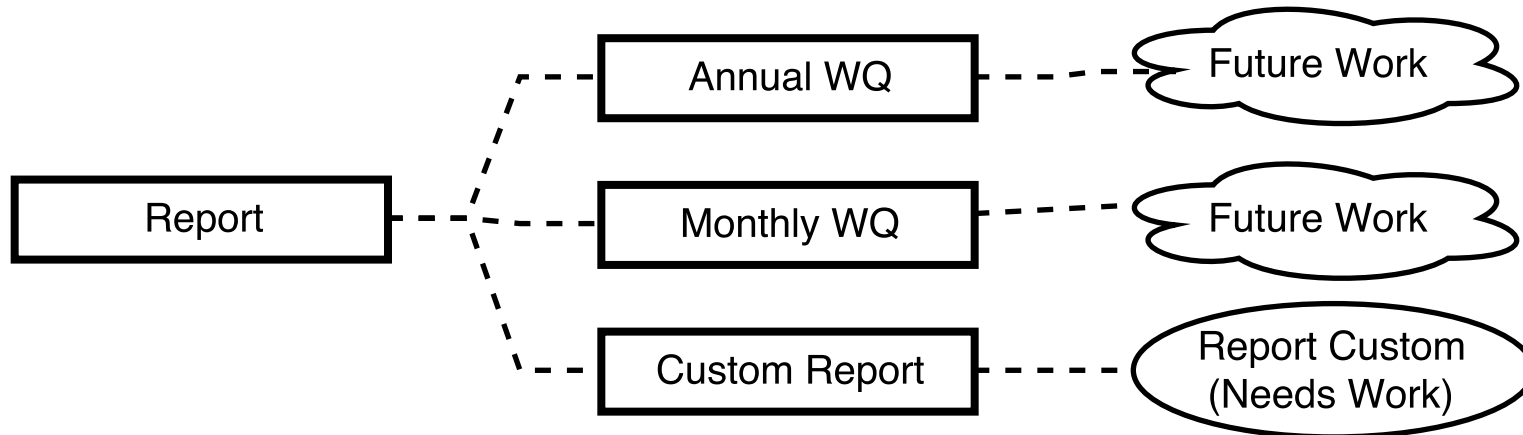 Annual WQ
Future Work
Report
Monthly WQ
Future Work
Custom Report
Report Custom
(Needs Work)